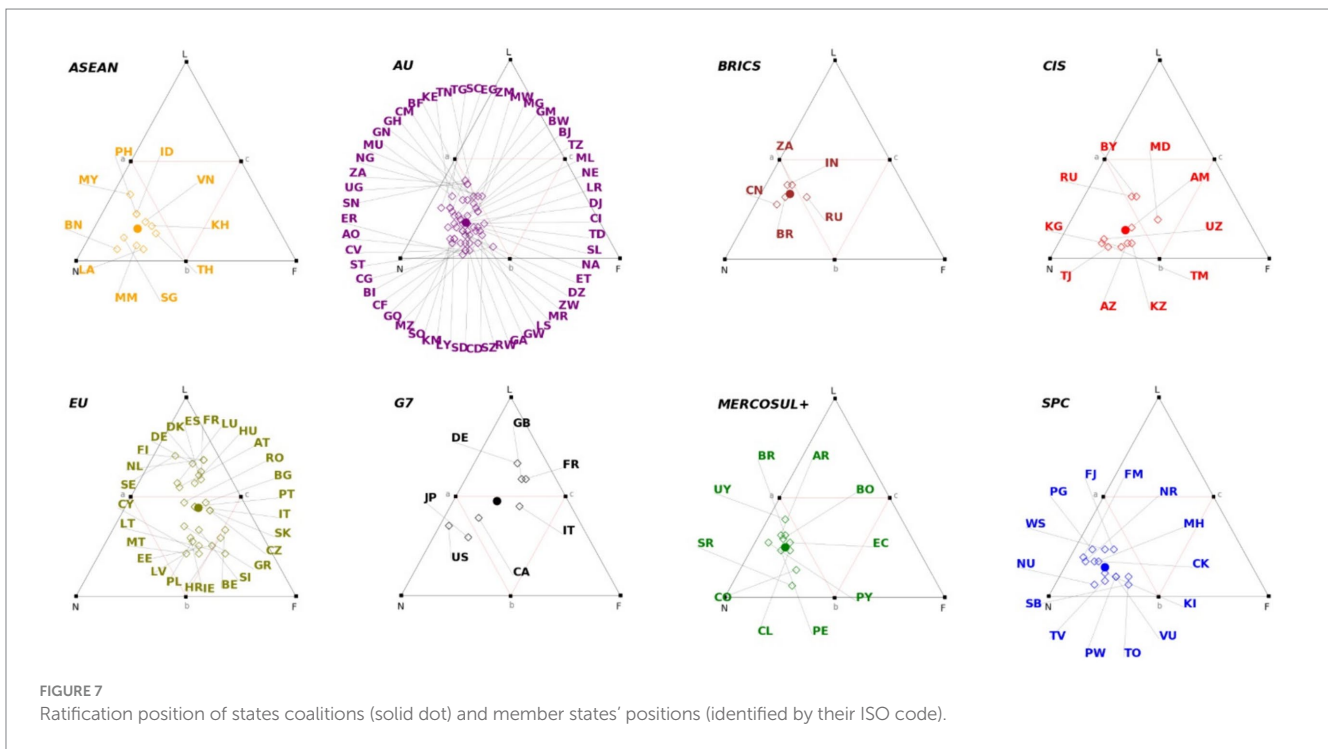 ASEAN
L
PH ID
MY VN
a c
BN KH
N LA b TH F
MM SG
AU
L
KE TN TG SC EG ZM MW
BF MG
CM GM
GH BW
GN BJ
MU TZ
NG a c ML
ZA NE
UG LR
SN DJ
ER CI
AO TD
CV SL
ST N b F NA
CG ET
BI DZ
CF ZW
GQ MR
MZ LS
SO GW
KM LY SD CD SZ RW GA
BRICS
L
ZA
a IN c
CN
BR RU
N b F
CIS
L
BY MD
a c
RU AM
KG UZ
N TJ b TM F
AZ KZ
EU
L
DK ES FR LU
DE HU
FI AT
NL RO
SE BG
a c
CY PT
LT IT
MT SK
EE CZ
LV GR
PL HR IE BE SI
N b F
G7
L
GB
DE
FR
JP a c
IT
US
CA
N b F
MERCOSUL+
L
BR AR
UY a BO c
SR EC
N CO b PY F
CL PE
SPC
L
FJ FM
PG a NR c
WS MH
NU CK
SB N b KI F
TV VU
PW TO
FIGURE 7
Ratification position of states coalitions (solid dot) and member states' positions (identified by their ISO code).